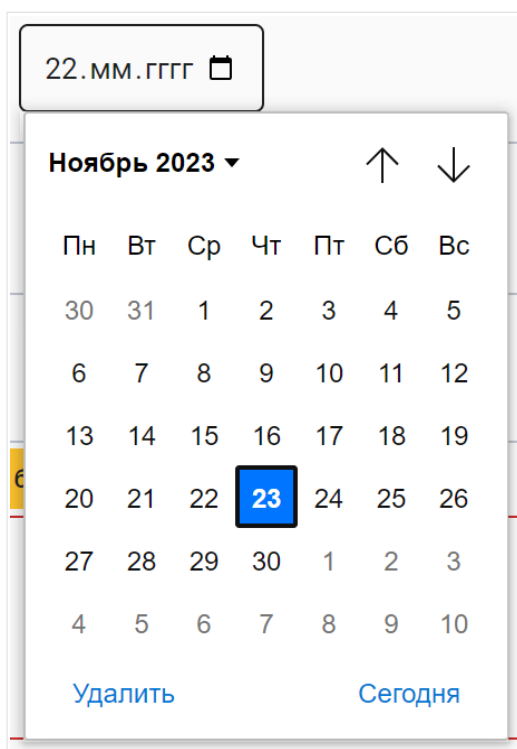 22.мм.гггг
Ноябрь 2023
Пн Вт Ср Чт Пт Сб Вс
30 31 1 2 3 4 5
6 7 8 9 10 11 12
13 14 15 16 17 18 19
20 21 22 23 24 25 26
27 28 29 30 1 2 3
4 5 6 7 8 9 10
Удалить Сегодня